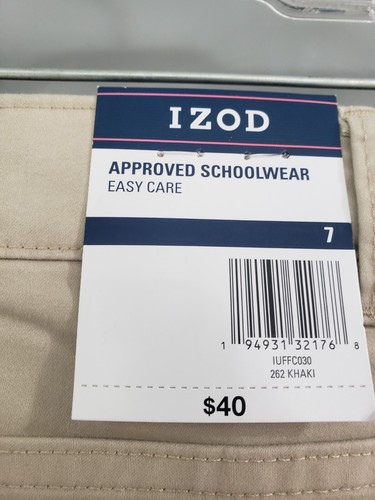 IZOD
APPROVED SCHOOLWEAR
EASY CARE
7
1 94931 32176 8
IUFFC030
262 KHAKI
$40